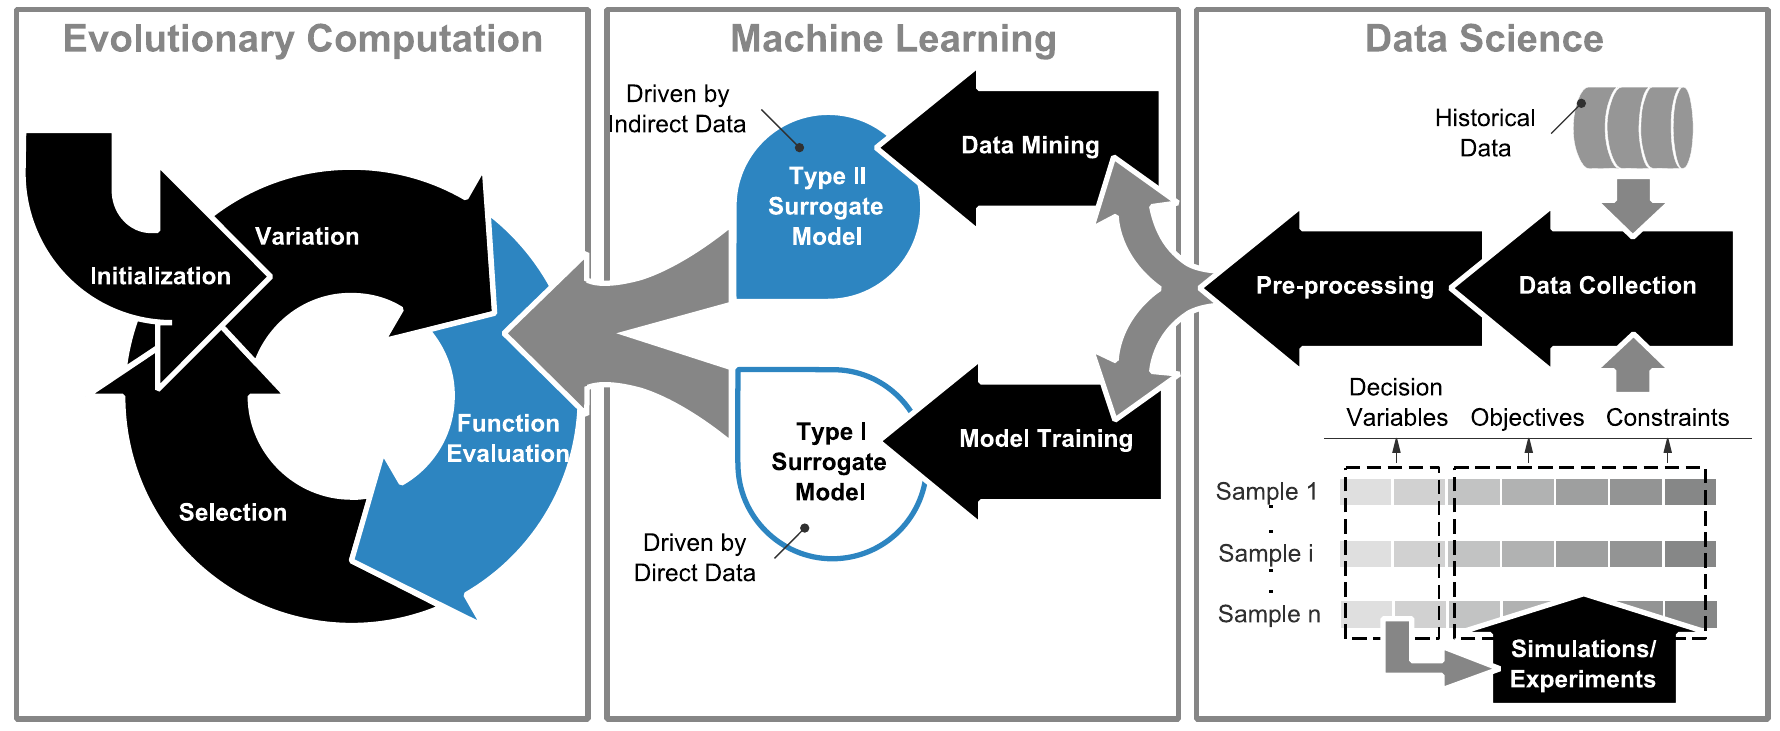 Evolutionary Computation
Variation
Initialization
Function
Evaluation
Selection
Machine Learning
Driven by
Indirect Data
Type II
Surrogate
Model
Data Mining
Type I
Surrogate
Model
Model Training
Driven by
Direct Data
Data Science
Historical
Data
Pre-processing
Data Collection
Decision
Variables
Objectives
Constraints
Sample 1
Sample i
Sample n
Simulations/
Experiments